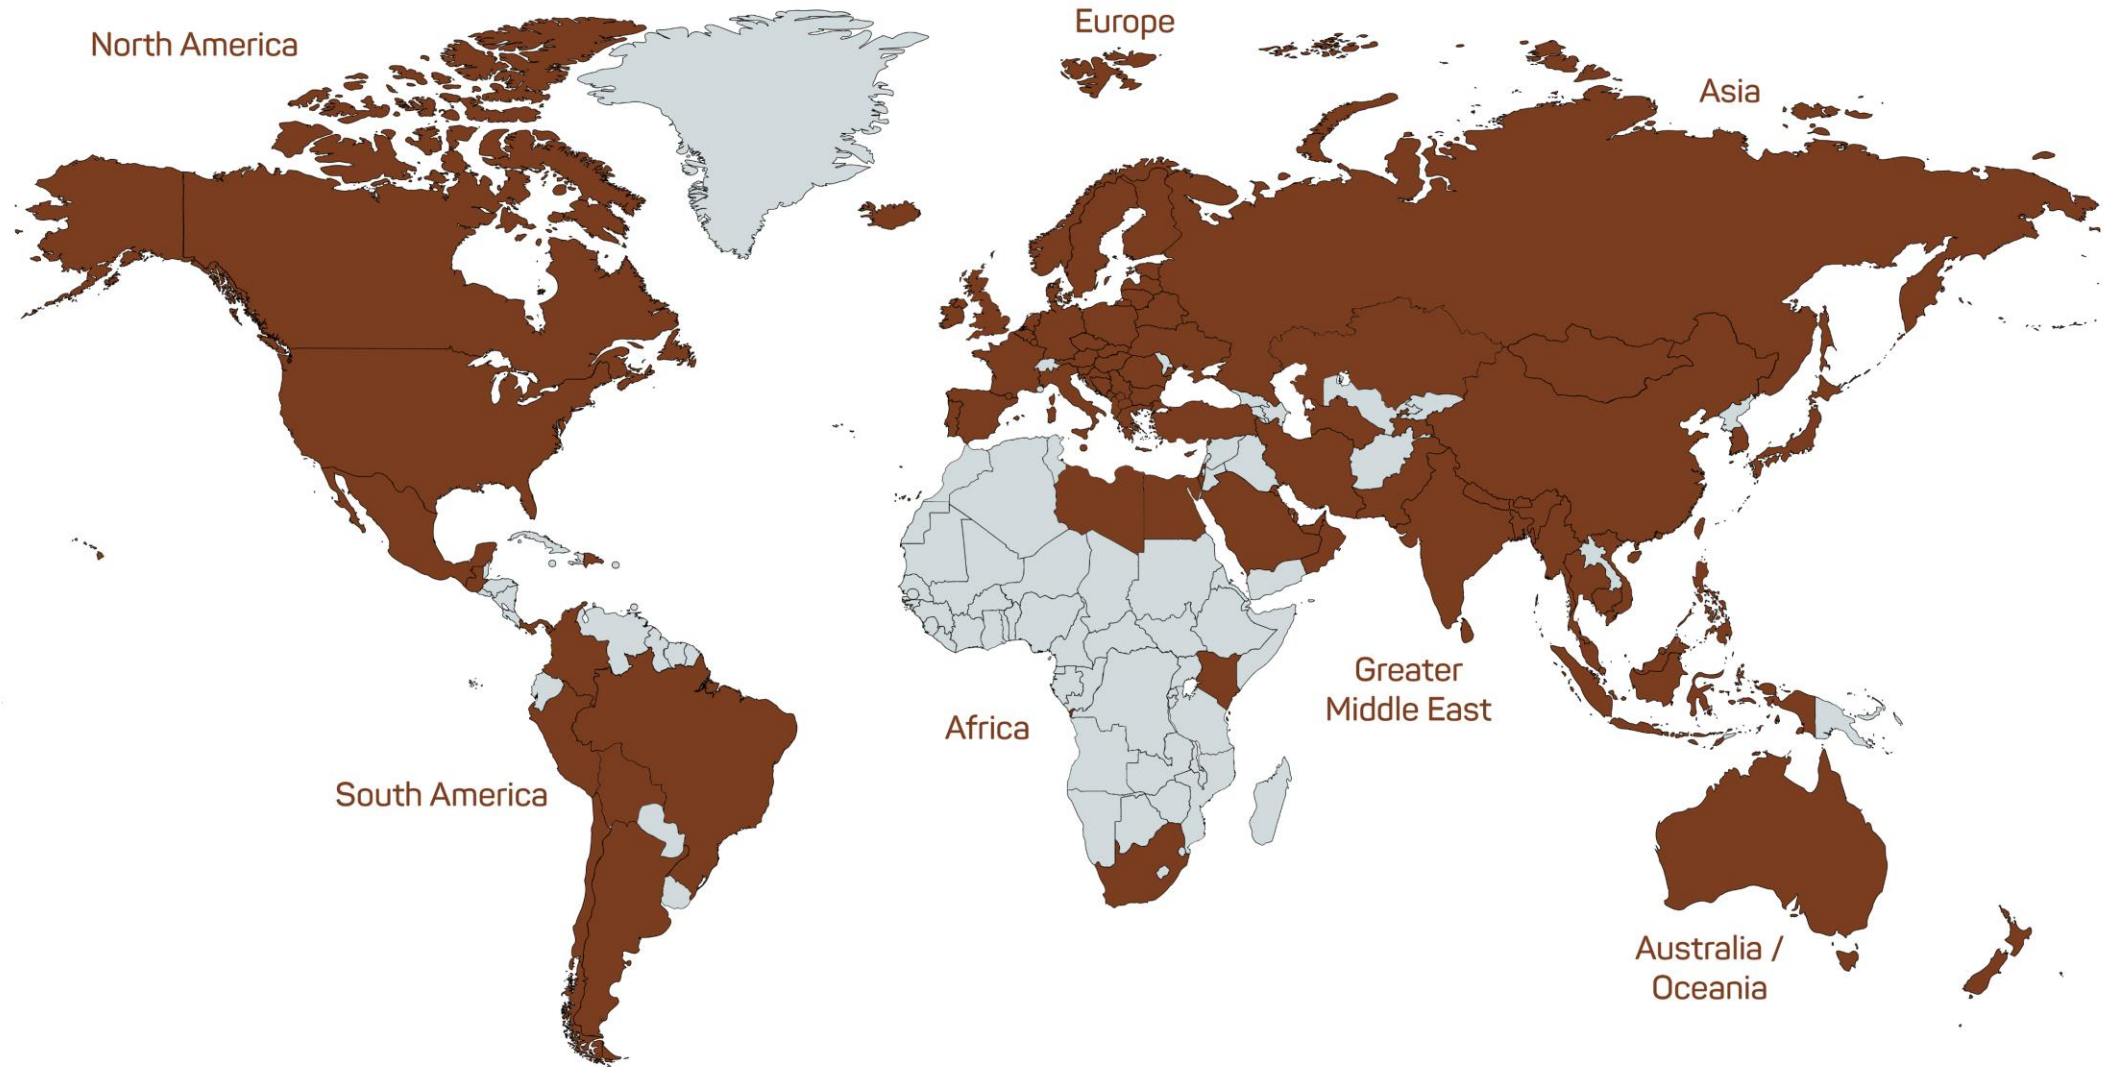 Europe
North America
Asia
Greater
Middle East
Africa
South America
Australia /
Oceania